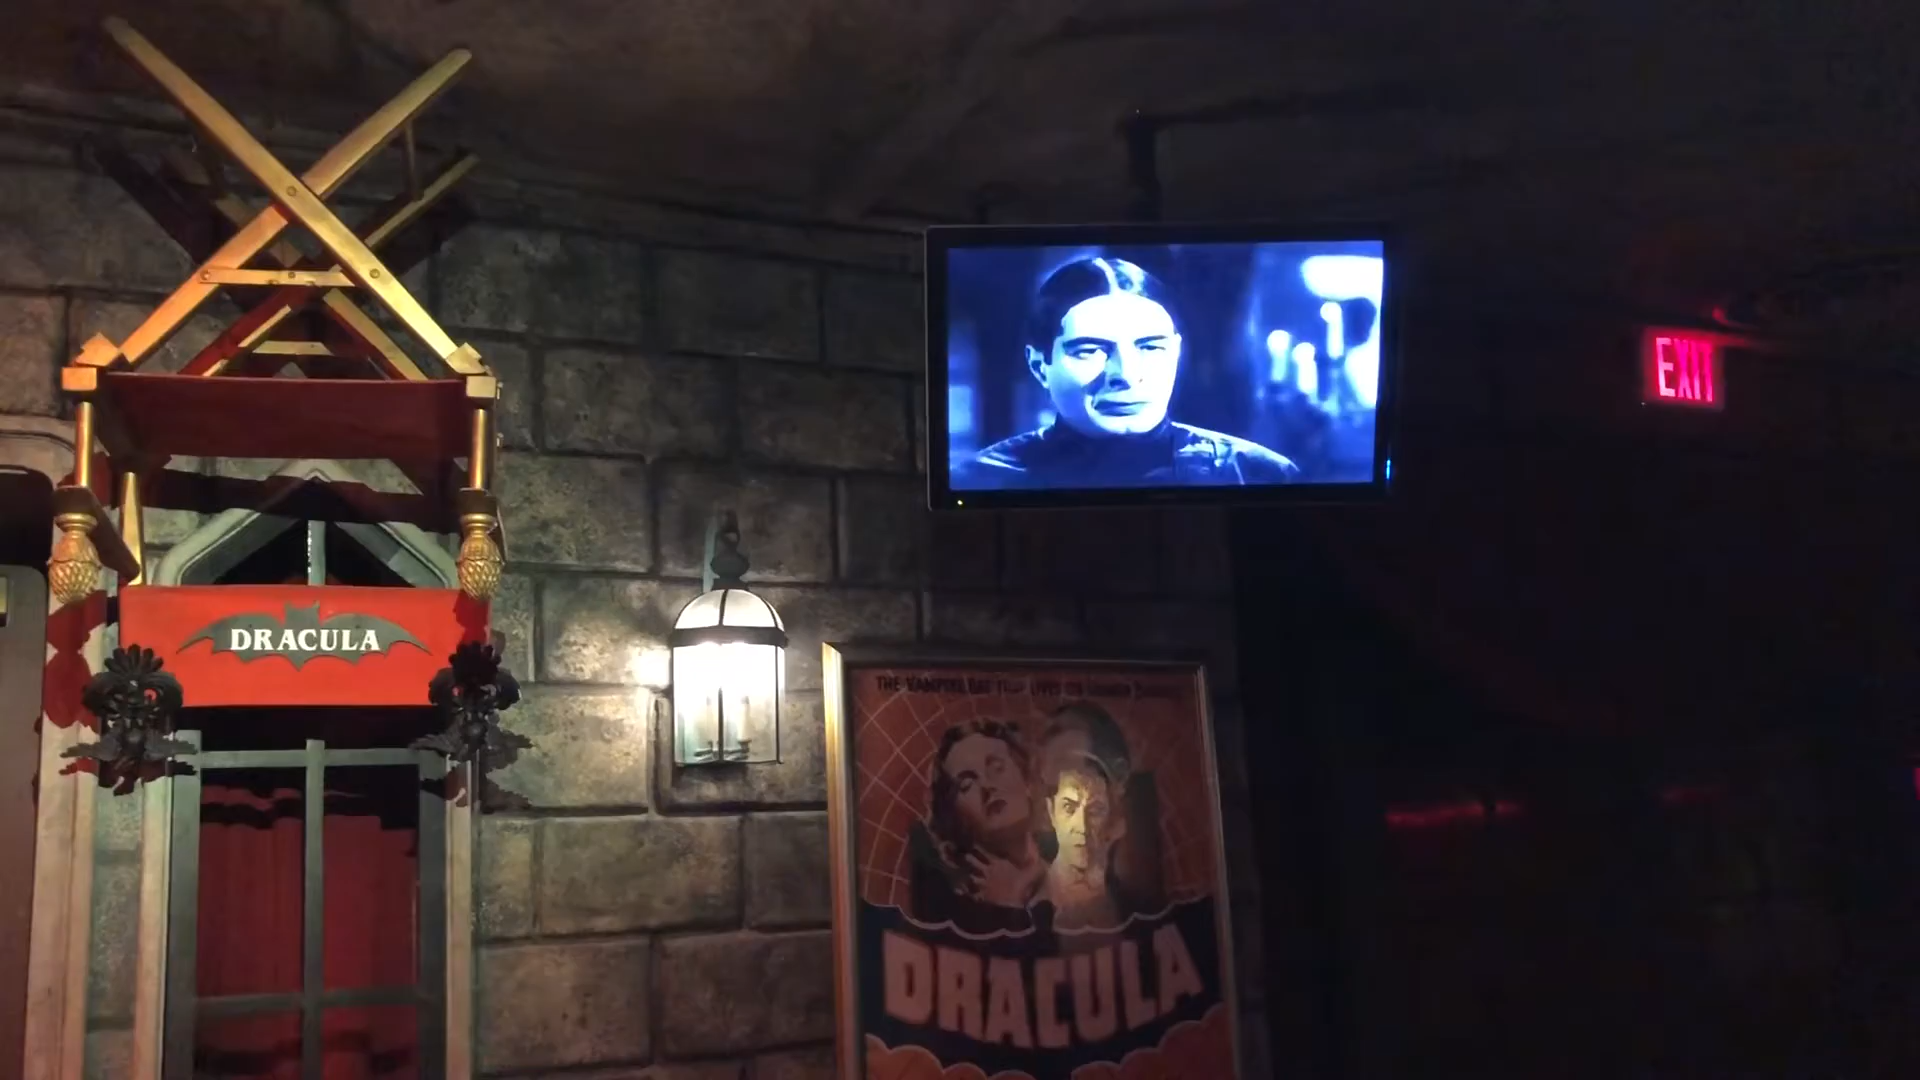 DRACULA
EXIT
THE VAMPIRE BAT THAT LIVES ON HUMAN BLOOD!
DRACULA